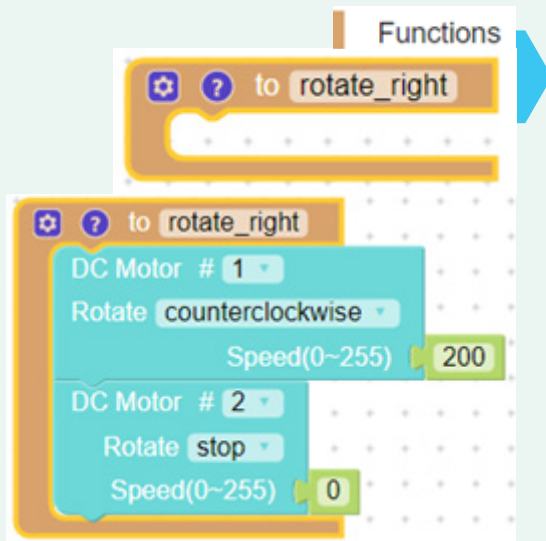 Functions
? to rotate_right
? to rotate_right
DC Motor # 1
Rotate counterclockwise
Speed(0~255) 200
DC Motor # 2
Rotate stop
Speed(0~255) 0